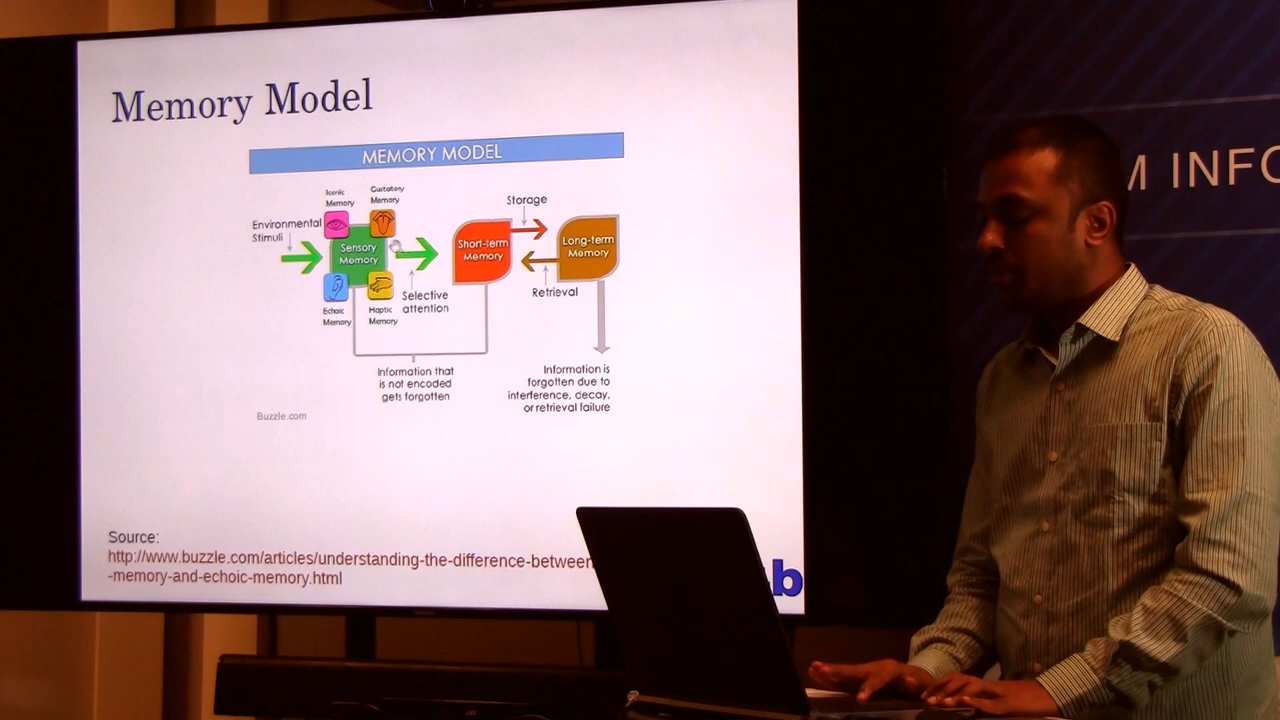 Memory Model
MEMORY MODEL
Iconic
Memory
Gustatory
Memory
Environmental
Stimuli
Sensory
Memory
Echoic
Memory
Haptic
Memory
Selective
attention
Short-term
Memory
Storage
Retrieval
Long-term
Memory
Information that
is not encoded
gets forgotten
Information is
forgotten due to
interference, decay,
or retrieval failure
Buzzle.com
Source:
http://www.buzzle.com/articles/understanding-the-difference-between
-memory-and-echoic-memory.html
b
M INFO